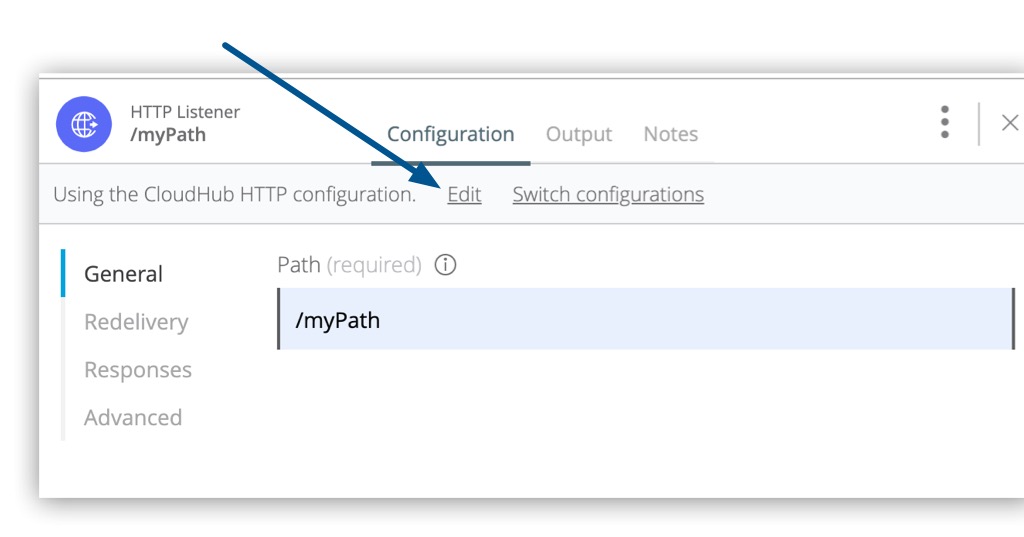 HTTP Listener
/myPath
Configuration Output Notes
Using the CloudHub HTTP configuration. Edit Switch configurations
General
Redelivery
Responses
Advanced
Path (required)
/myPath